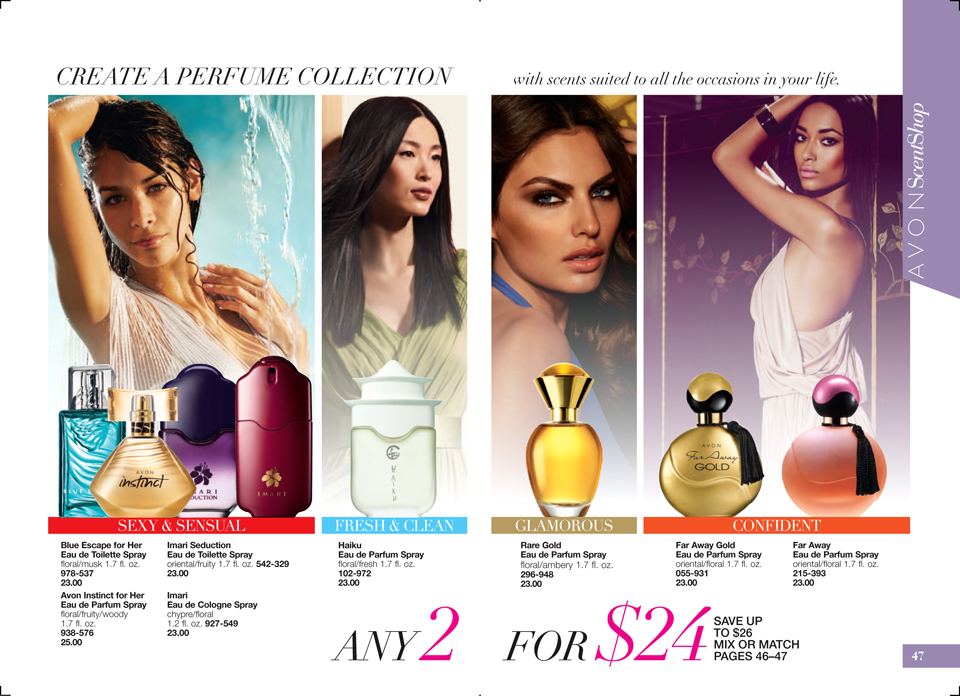 CREATE A PERFUME COLLECTION
with scents suited to all the occasions in your life.
AVON ScentShop
BLUE
AVON
instinct
IMARI
SEDUCTION
IMARI
HAIKU
AVON
Far Away
GOLD
SEXY & SENSUAL
FRESH & CLEAN
GLAMOROUS
CONFIDENT
Blue Escape for Her
Eau de Toilette Spray
floral/musk 1.7 fl. oz.
978-537
23.00
Avon Instinct for Her
Eau de Parfum Spray
floral/fruity/woody
1.7 fl. oz.
938-576
25.00
Imari Seduction
Eau de Toilette Spray
oriental/fruity 1.7 fl. oz. 542-329
23.00
Imari
Eau de Cologne Spray
chypre/floral
1.2 fl. oz. 927-549
23.00
Haiku
Eau de Parfum Spray
floral/fresh 1.7 fl. oz.
102-972
23.00
Rare Gold
Eau de Parfum Spray
floral/ambery 1.7 fl. oz.
296-948
23.00
Far Away Gold
Eau de Parfum Spray
oriental/floral 1.7 fl. oz.
055-931
23.00
Far Away
Eau de Parfum Spray
oriental/floral 1.7 fl. oz.
215-393
23.00
ANY 2 FOR $24
SAVE UP
TO $26
MIX OR MATCH
PAGES 46–47
47